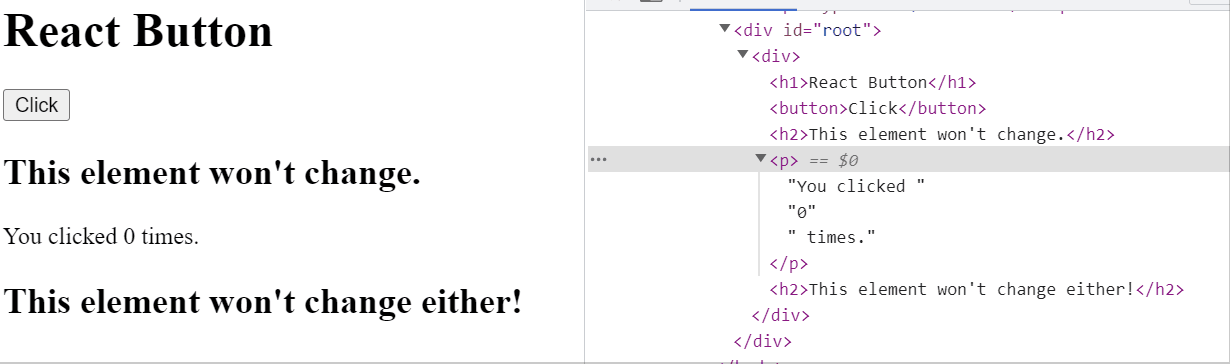 React Button
Click
This element won't change.
You clicked 0 times.
This element won't change either!
<div id="root">
<div>
<h1>React Button</h1>
<button>Click</button>
<h2>This element won't change.</h2>
<p> == $0
"You clicked "
"0"
" times."
</p>
<h2>This element won't change either!</h2>
</div>
</div>